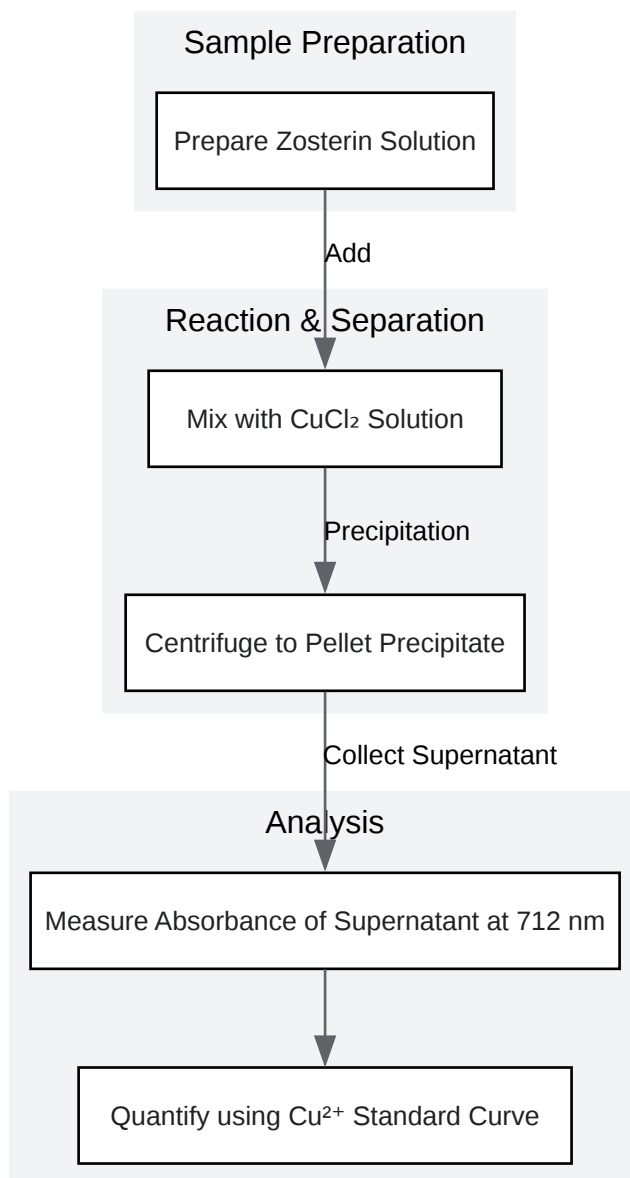 Sample Preparation
Prepare Zosterin Solution
Add
Reaction & Separation
Mix with CuCl₂ Solution
Precipitation
Centrifuge to Pellet Precipitate
Collect Supernatant
Analysis
Measure Absorbance of Supernatant at 712 nm
Quantify using Cu²⁺ Standard Curve